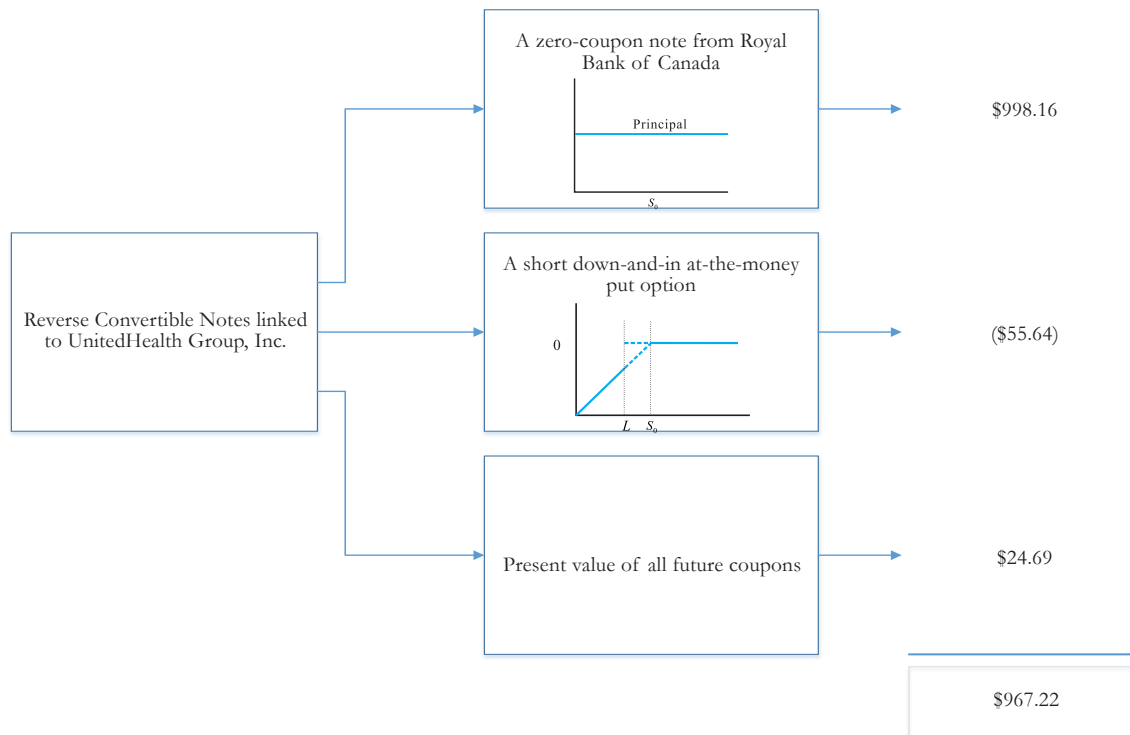 A zero-coupon note from Royal
Bank of Canada
Principal
S₀
$998.16
Reverse Convertible Notes linked
to UnitedHealth Group, Inc.
A short down-and-in at-the-money
put option
0
L
S₀
($55.64)
Present value of all future coupons
$24.69
$967.22